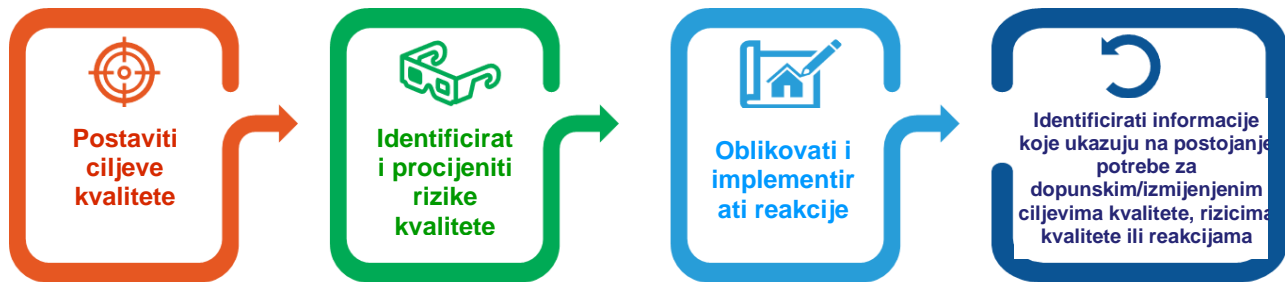 Postaviti
ciljeve
kvalitete
Identificirat
i procijeniti
rizike
kvalitete
Oblikovati i
implementir
ati reakcije
Identificirati informacije
koje ukazuju na postojanje
potrebe za
dopunskim/izmijenjenim
ciljevima kvalitete, rizicima
kvalitete ili reakcijama